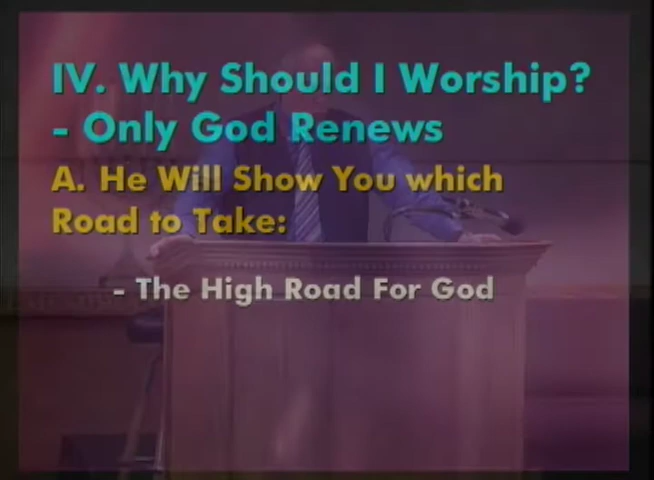 IV. Why Should I Worship?
- Only God Renews
A. He Will Show You which
Road to Take:
- The High Road For God